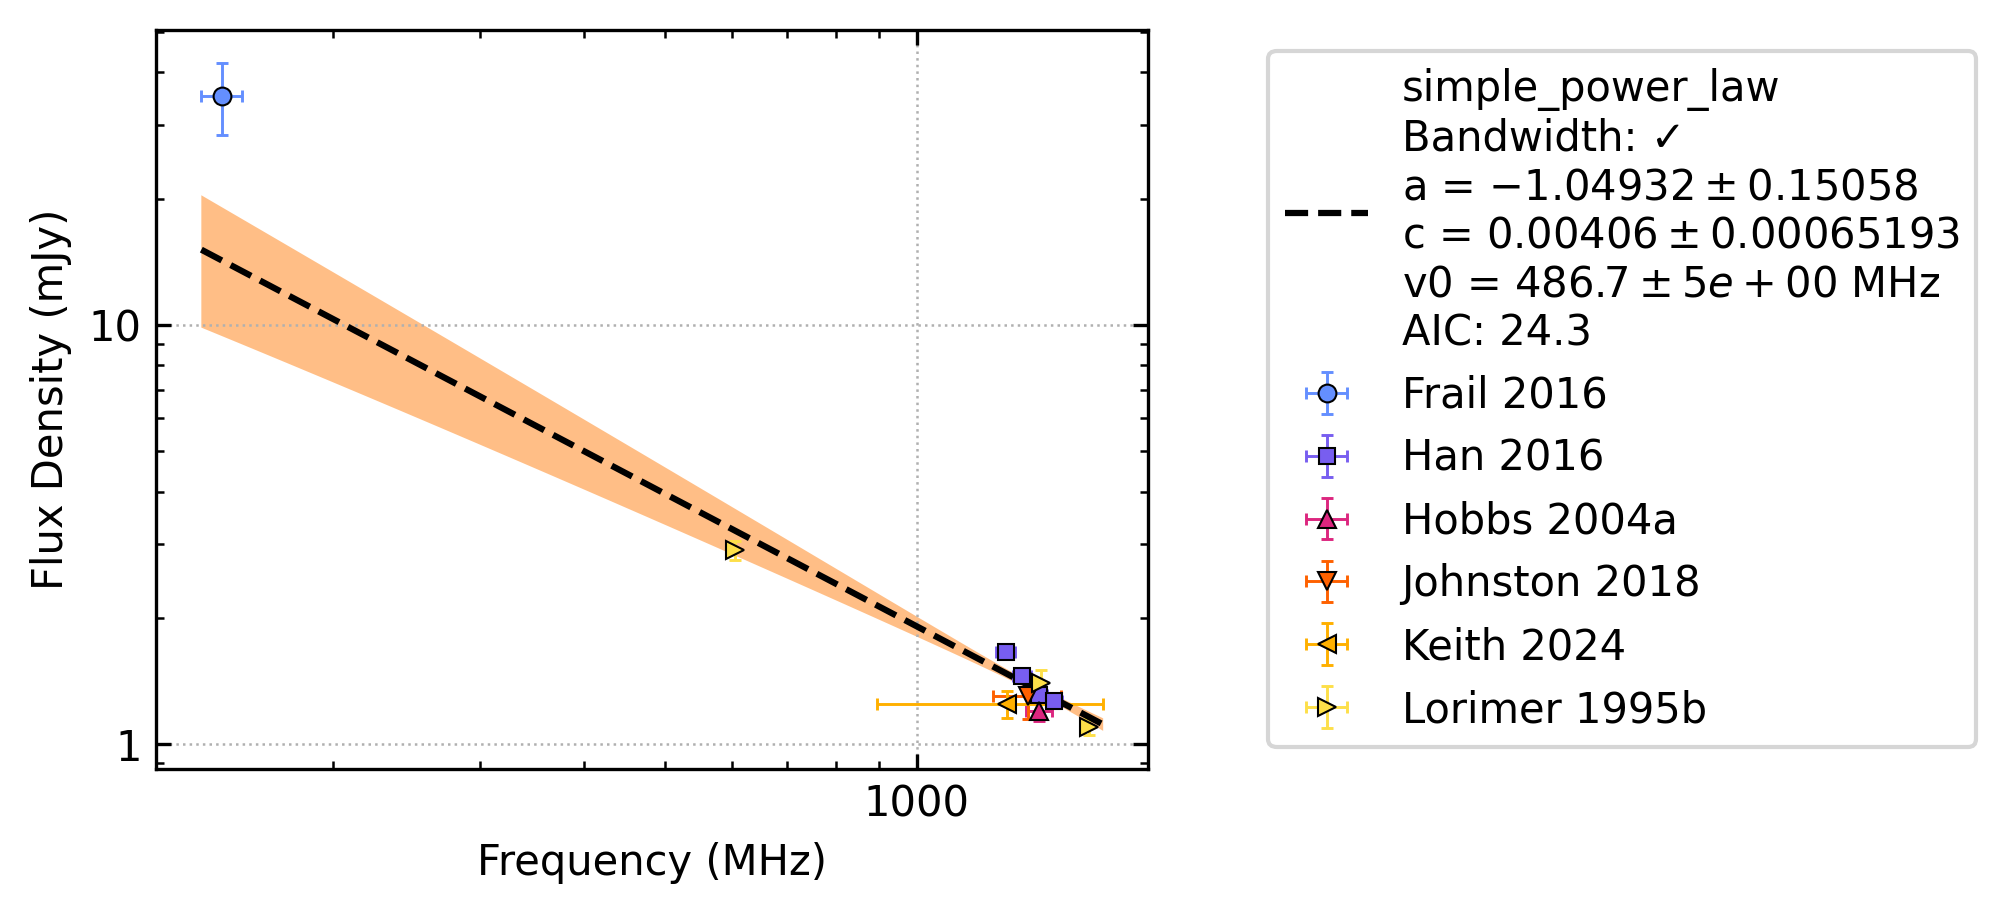 Flux Density (mJy)
10
1
1000
Frequency (MHz)
simple_power_law
Bandwidth: ✓
a = −1.04932 ± 0.15058
c = 0.00406 ± 0.00065193
v0 = 486.7 ± 5e + 00 MHz
AIC: 24.3
Frail 2016
Han 2016
Hobbs 2004a
Johnston 2018
Keith 2024
Lorimer 1995b